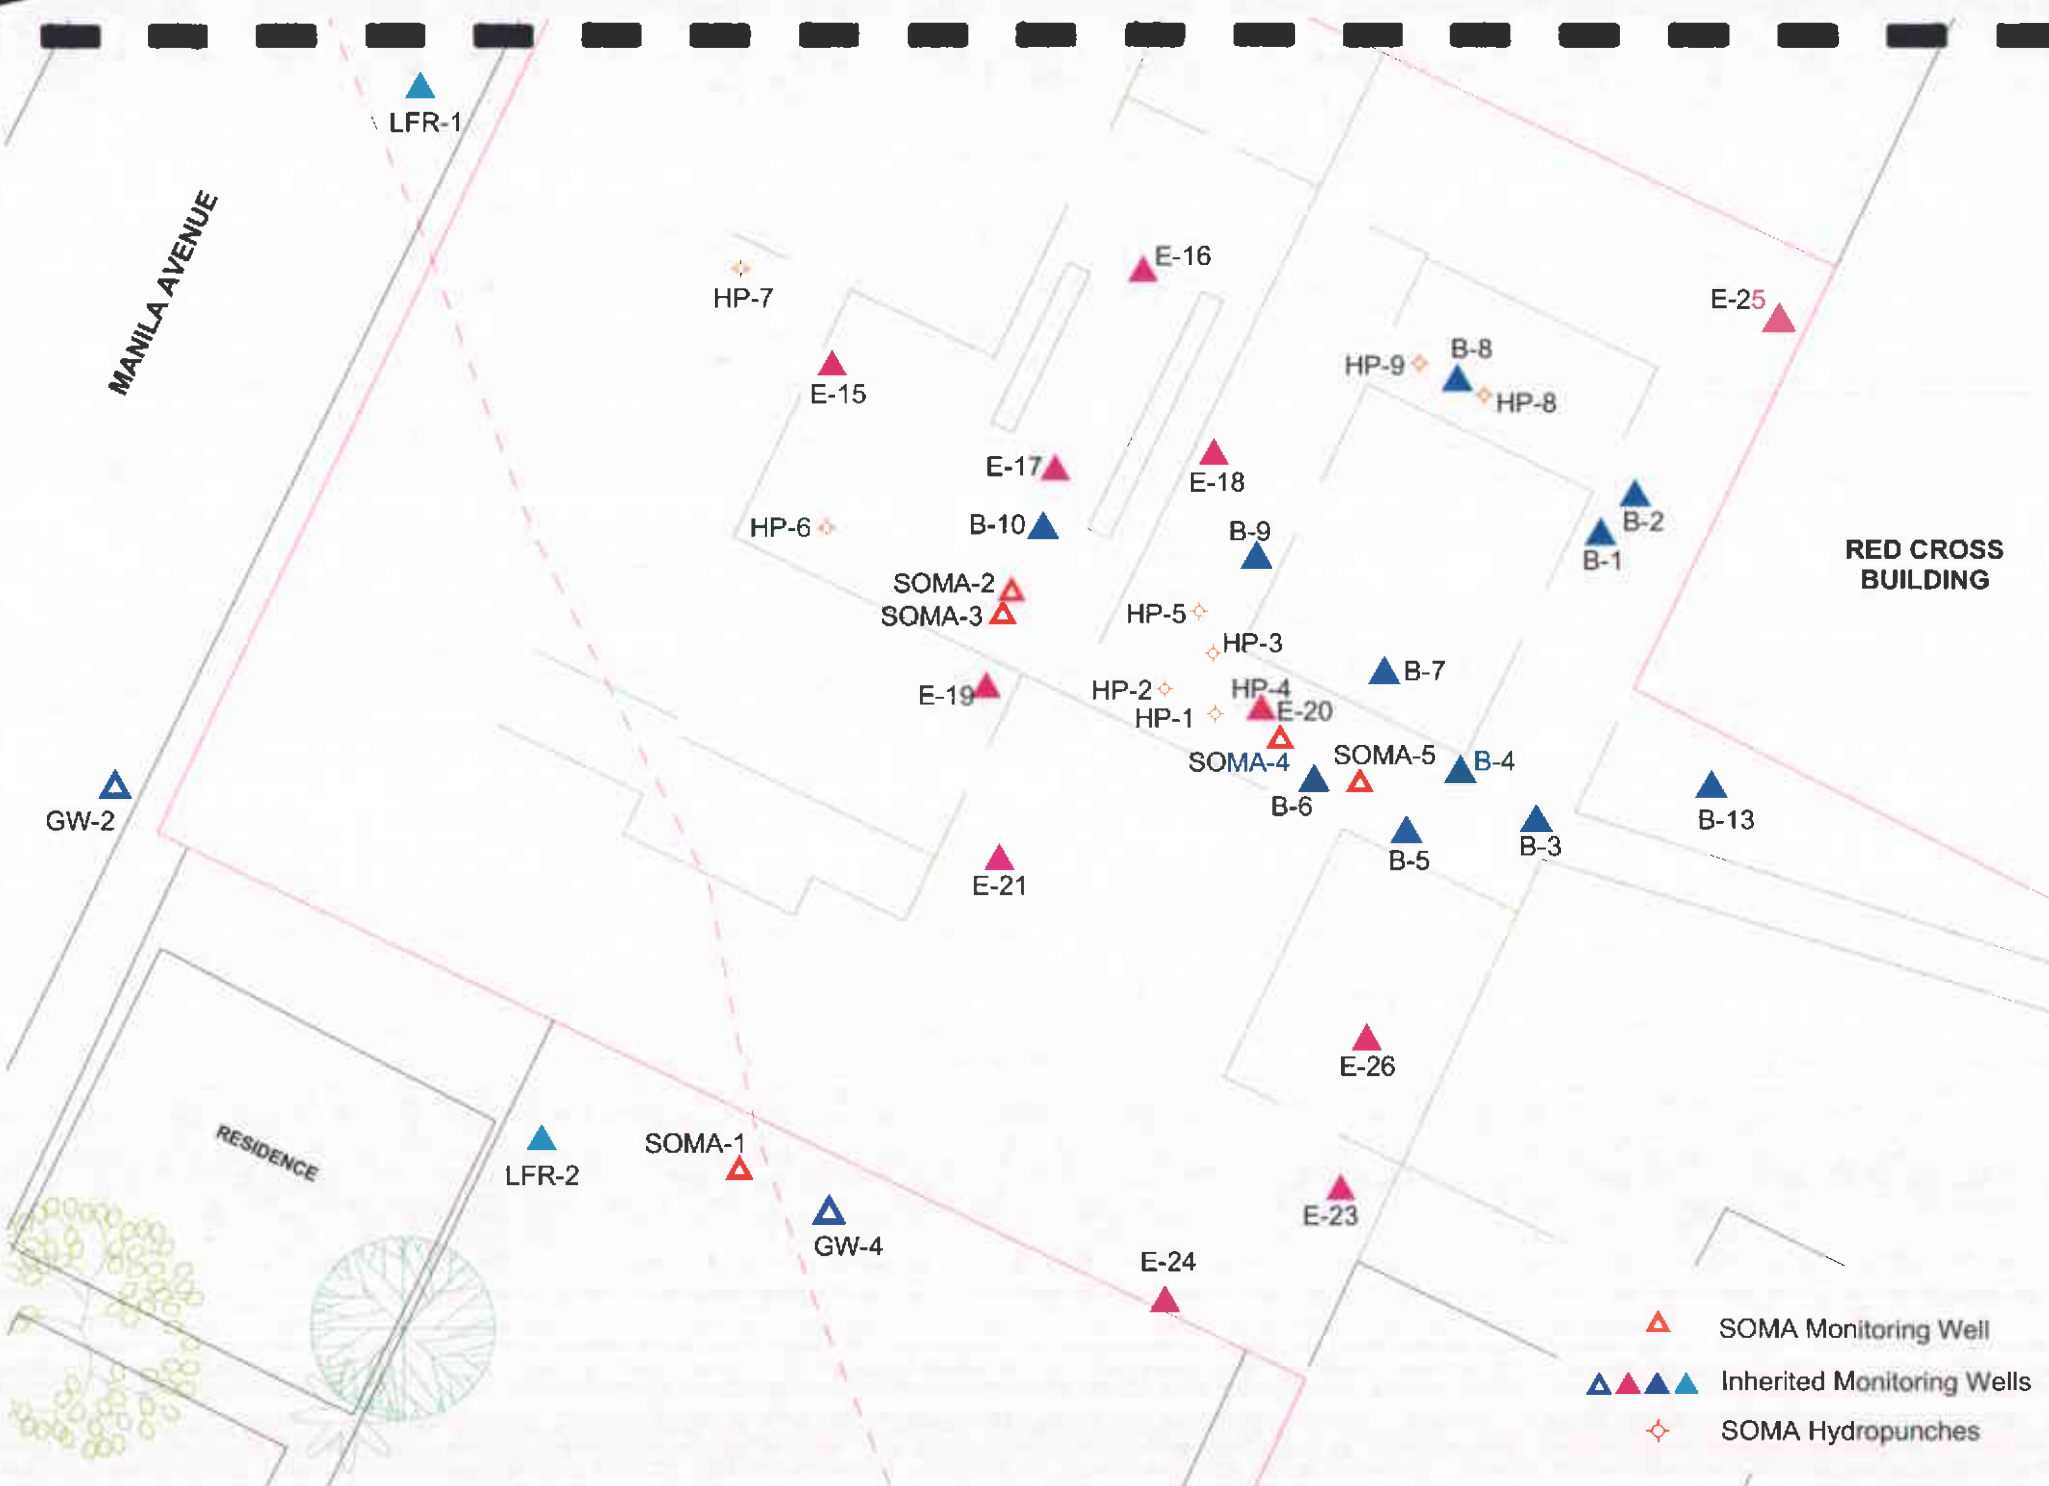 LFR-1
MANILA AVENUE
E-16
HP-7
E-25
E-15
HP-9
B-8
HP-8
E-17
E-18
B-10
HP-6
B-9
B-2
B-1
RED CROSS
BUILDING
SOMA-2
SOMA-3
HP-5
HP-3
B-7
E-19
HP-2
HP-4
HP-1
E-20
SOMA-4
SOMA-5
B-4
B-6
GW-2
B-13
B-3
B-5
E-21
E-26
RESIDENCE
SOMA-1
LFR-2
E-23
GW-4
E-24
SOMA Monitoring Well
Inherited Monitoring Wells
SOMA Hydropunches